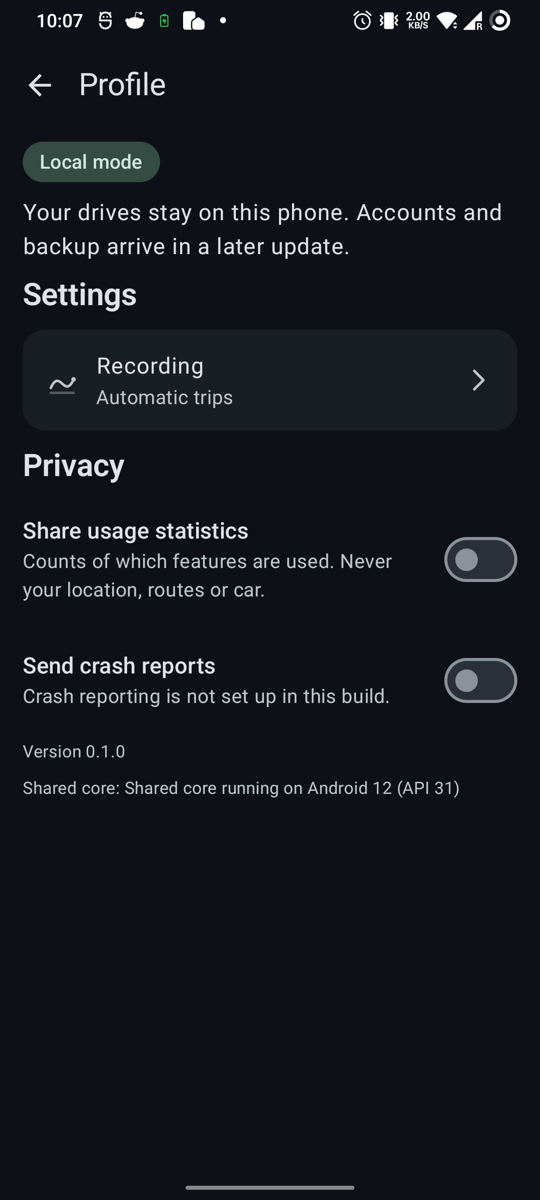 10:07
2.00
KB/S
R
Profile
Local mode
Your drives stay on this phone. Accounts and
backup arrive in a later update.
Settings
Recording
Automatic trips
Privacy
Share usage statistics
Counts of which features are used. Never
your location, routes or car.
Send crash reports
Crash reporting is not set up in this build.
Version 0.1.0
Shared core: Shared core running on Android 12 (API 31)